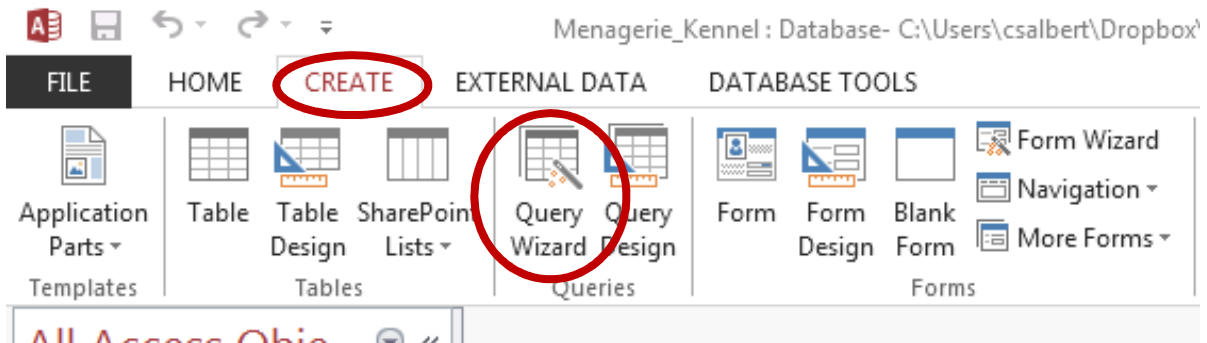 Menagerie_Kennel : Database- C:\Users\csalbert\Dropbox\
FILE HOME CREATE EXTERNAL DATA DATABASE TOOLS
Application Parts
Table
Table Design
SharePoint Lists
Query Wizard
Query Design
Form
Form Design
Blank Form
Form Wizard
Navigation
More Forms
Templates Tables Queries Forms
All Access Obje